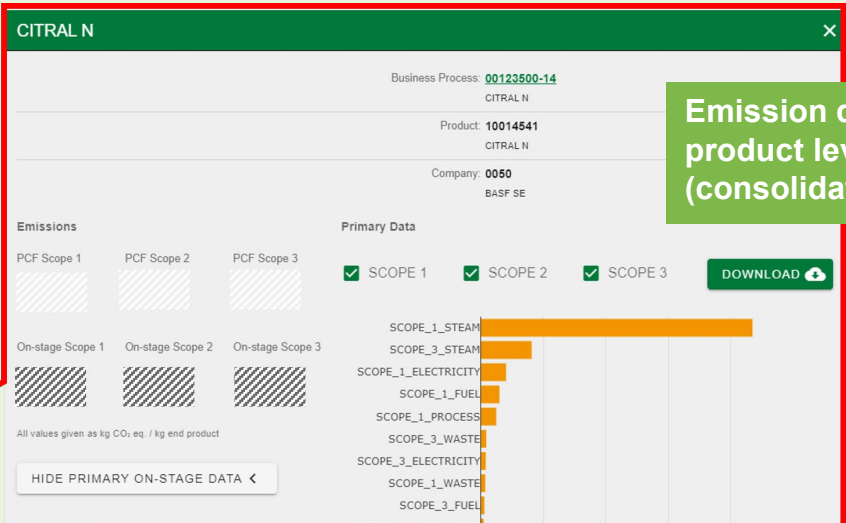 CITRAL N ×
Business Process: 00123500-14
CITRAL N
Product: 10014541
CITRAL N
Company: 0050
BASF SE
Emission
product
(consolida
Emissions
Primary Data
PCF Scope 1 PCF Scope 2 PCF Scope 3
SCOPE 1 SCOPE 2 SCOPE 3 DOWNLOAD
On-stage Scope 1 On-stage Scope 2 On-stage Scope 3
All values given as kg CO₂ eq. / kg end product
HIDE PRIMARY ON-STAGE DATA <
SCOPE_1_STEAM
SCOPE_3_STEAM
SCOPE_1_ELECTRICITY
SCOPE_1_FUEL
SCOPE_1_PROCESS
SCOPE_3_WASTE
SCOPE_3_ELECTRICITY
SCOPE_1_WASTE
SCOPE_3_FUEL